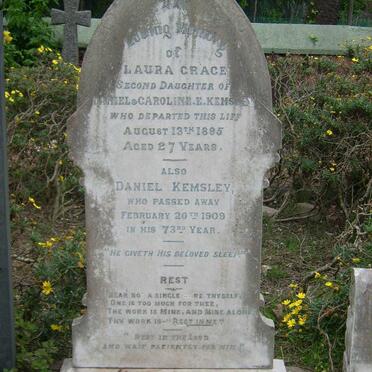 OF
LAURA GRACE
SECOND DAUGHTER OF
& CAROLINE. E. KEMSLEY
WHO DEPARTED THIS LIFE
AUGUST 13TH 1895
AGED 27 YEARS.
ALSO
DANIEL KEMSLEY,
WHO PASSED AWAY
FEBRUARY 20TH 1909
IN HIS 73RD YEAR.
"HE GIVETH HIS BELOVED SLEEP"
REST
A SINGLE THYSELF,
ONE IS TOO MUCH FOR THEE,
THE WORK IS MINE, AND MINE ALONE
THY WORK IS - "REST IN ME"
"REST IN THE LORD
AND WAIT PATIENTLY FOR HIM"